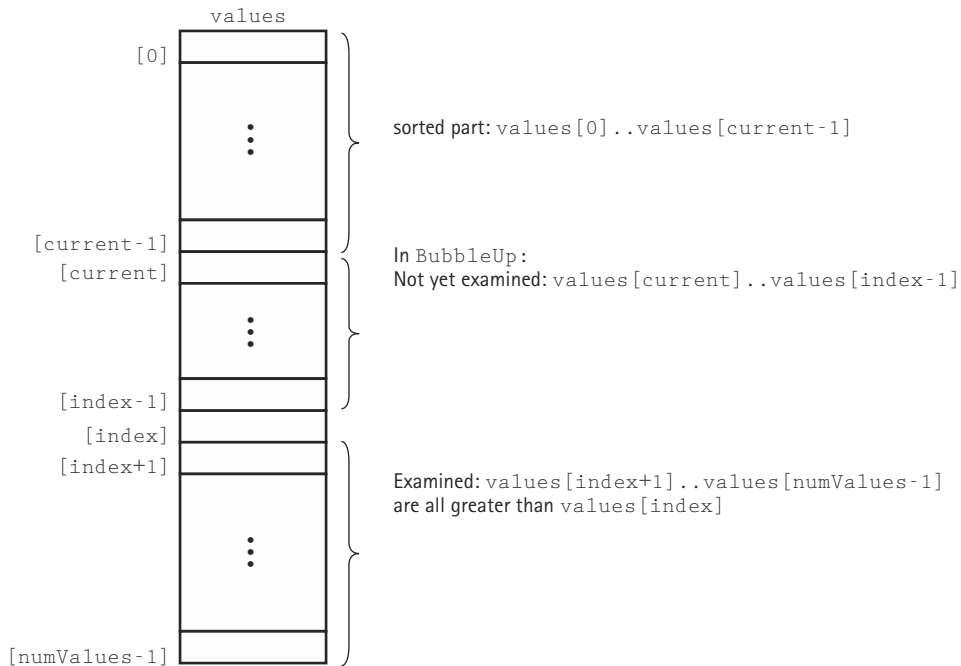 values
[0]
sorted part: values[0]..values[current-1]
[current-1]
[current]
In BubbleUp:
Not yet examined: values[current]..values[index-1]
[index-1]
[index]
[index+1]
Examined: values[index+1]..values[numValues-1]
are all greater than values[index]
[numValues-1]